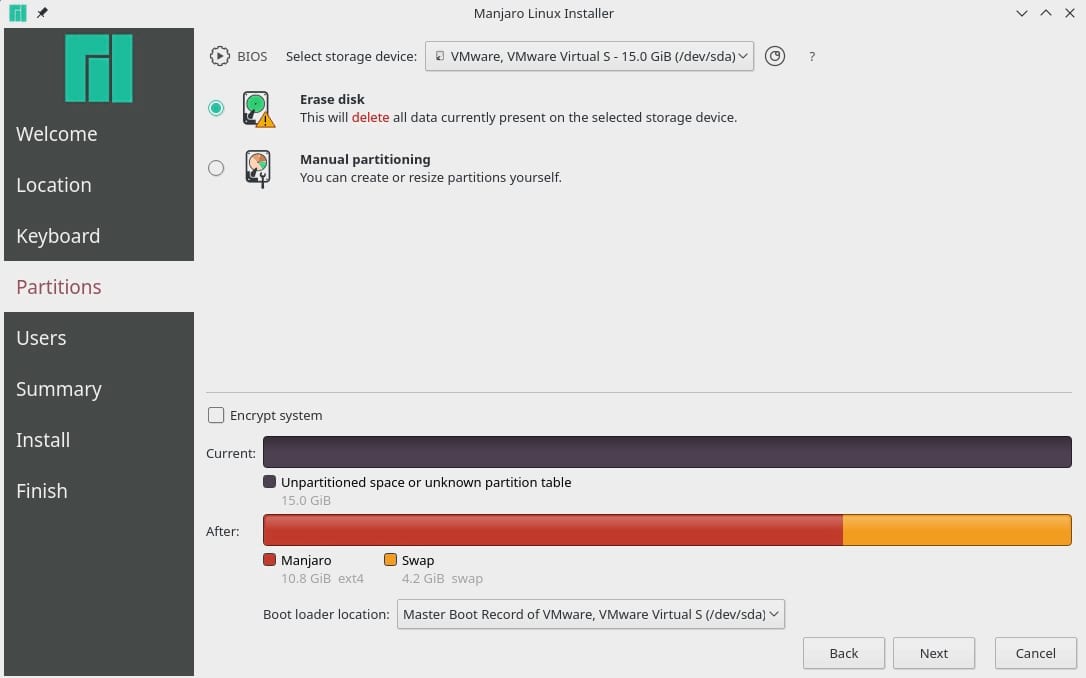 Manjaro Linux Installer
Welcome
Location
Keyboard
Partitions
Users
Summary
Install
Finish
BIOS Select storage device: VMware, VMware Virtual S - 15.0 GiB (/dev/sda) ?
Erase disk
This will delete all data currently present on the selected storage device.
Manual partitioning
You can create or resize partitions yourself.
Encrypt system
Current:
Unpartitioned space or unknown partition table
15.0 GiB
After:
Manjaro Swap
10.8 GiB ext4 4.2 GiB swap
Boot loader location: Master Boot Record of VMware, VMware Virtual S (/dev/sda)
Back Next Cancel